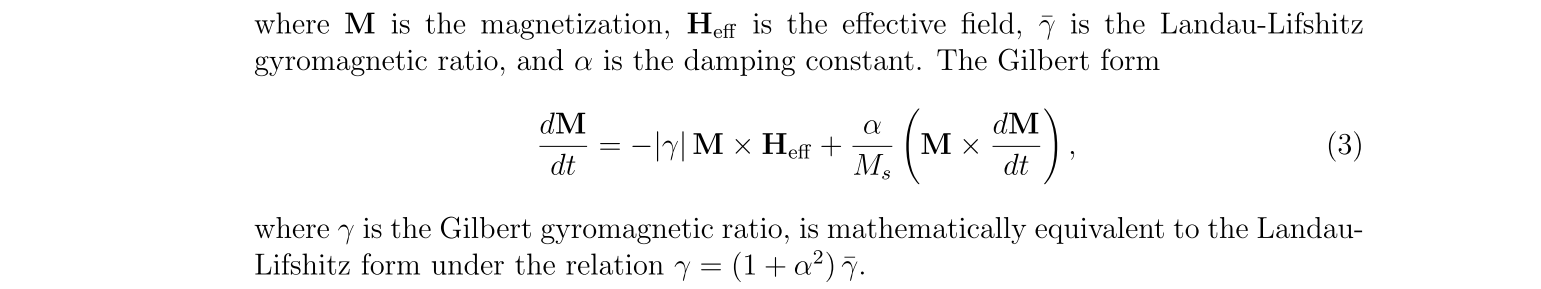 where M is the magnetization, H_eff is the effective field, γ̄ is the Landau-Lifshitz
gyromagnetic ratio, and α is the damping constant. The Gilbert form
dM/dt = −|γ| M × H_eff + α/M_s (M × dM/dt), (3)
where γ is the Gilbert gyromagnetic ratio, is mathematically equivalent to the Landau-
Lifshitz form under the relation γ = (1 + α²) γ̄.